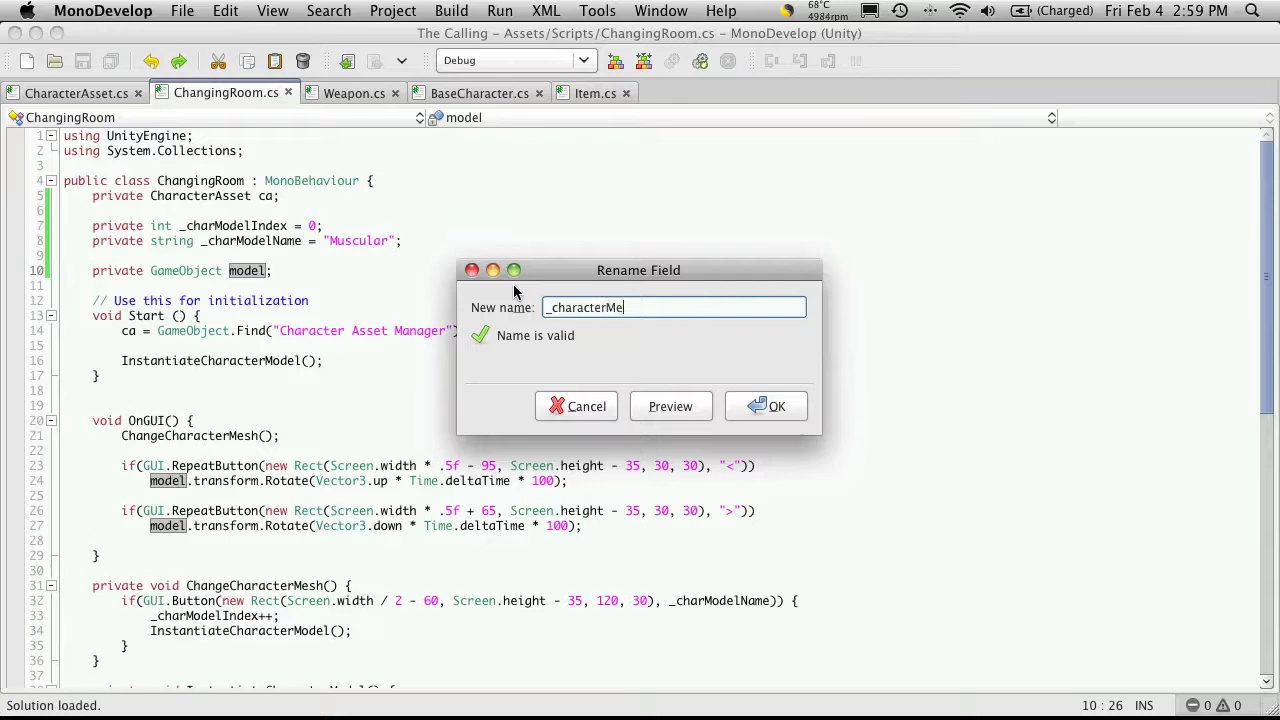 MonoDevelop File Edit View Search Project Build Run XML Tools Window Help 68°C 4984rpm (Charged) Fri Feb 4 2:59 PM
The Calling – Assets/Scripts/ChangingRoom.cs – MonoDevelop (Unity)
Debug
CharacterAsset.cs × ChangingRoom.cs × Weapon.cs × BaseCharacter.cs × Item.cs ×
ChangingRoom model
1 using UnityEngine;
2 using System.Collections;
3
4 public class ChangingRoom : MonoBehaviour {
5 private CharacterAsset ca;
6
7 private int _charModelIndex = 0;
8 private string _charModelName = "Muscular";
9
10 private GameObject model;
11
12 // Use this for initialization
13 void Start () {
14 ca = GameObject.Find("Character Asset Manager")
15
16 InstantiateCharacterModel();
17 }
18
19
20 void OnGUI() {
21 ChangeCharacterMesh();
22
23 if(GUI.RepeatButton(new Rect(Screen.width * .5f - 95, Screen.height - 35, 30, 30), "<"))
24 model.transform.Rotate(Vector3.up * Time.deltaTime * 100);
25
26 if(GUI.RepeatButton(new Rect(Screen.width * .5f + 65, Screen.height - 35, 30, 30), ">"))
27 model.transform.Rotate(Vector3.down * Time.deltaTime * 100);
28
29 }
30
31 private void ChangeCharacterMesh() {
32 if(GUI.Button(new Rect(Screen.width / 2 - 60, Screen.height - 35, 120, 30), _charModelName)) {
33 _charModelIndex++;
34 InstantiateCharacterModel();
35 }
36 }
37
Rename Field
New name: _characterMe
Name is valid
Cancel Preview OK
Solution loaded. 10 : 26 INS 0 0